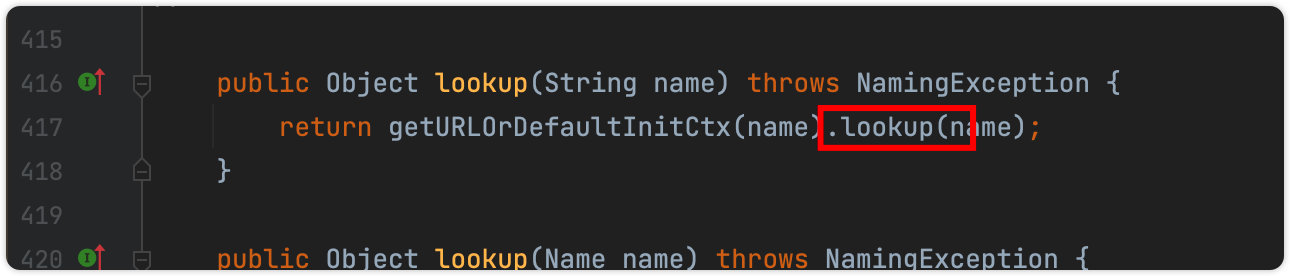 415
416 public Object lookup(String name) throws NamingException {
417 return getURLOrDefaultInitCtx(name).lookup(name);
418 }
419
420 public Object lookup(Name name) throws NamingException {